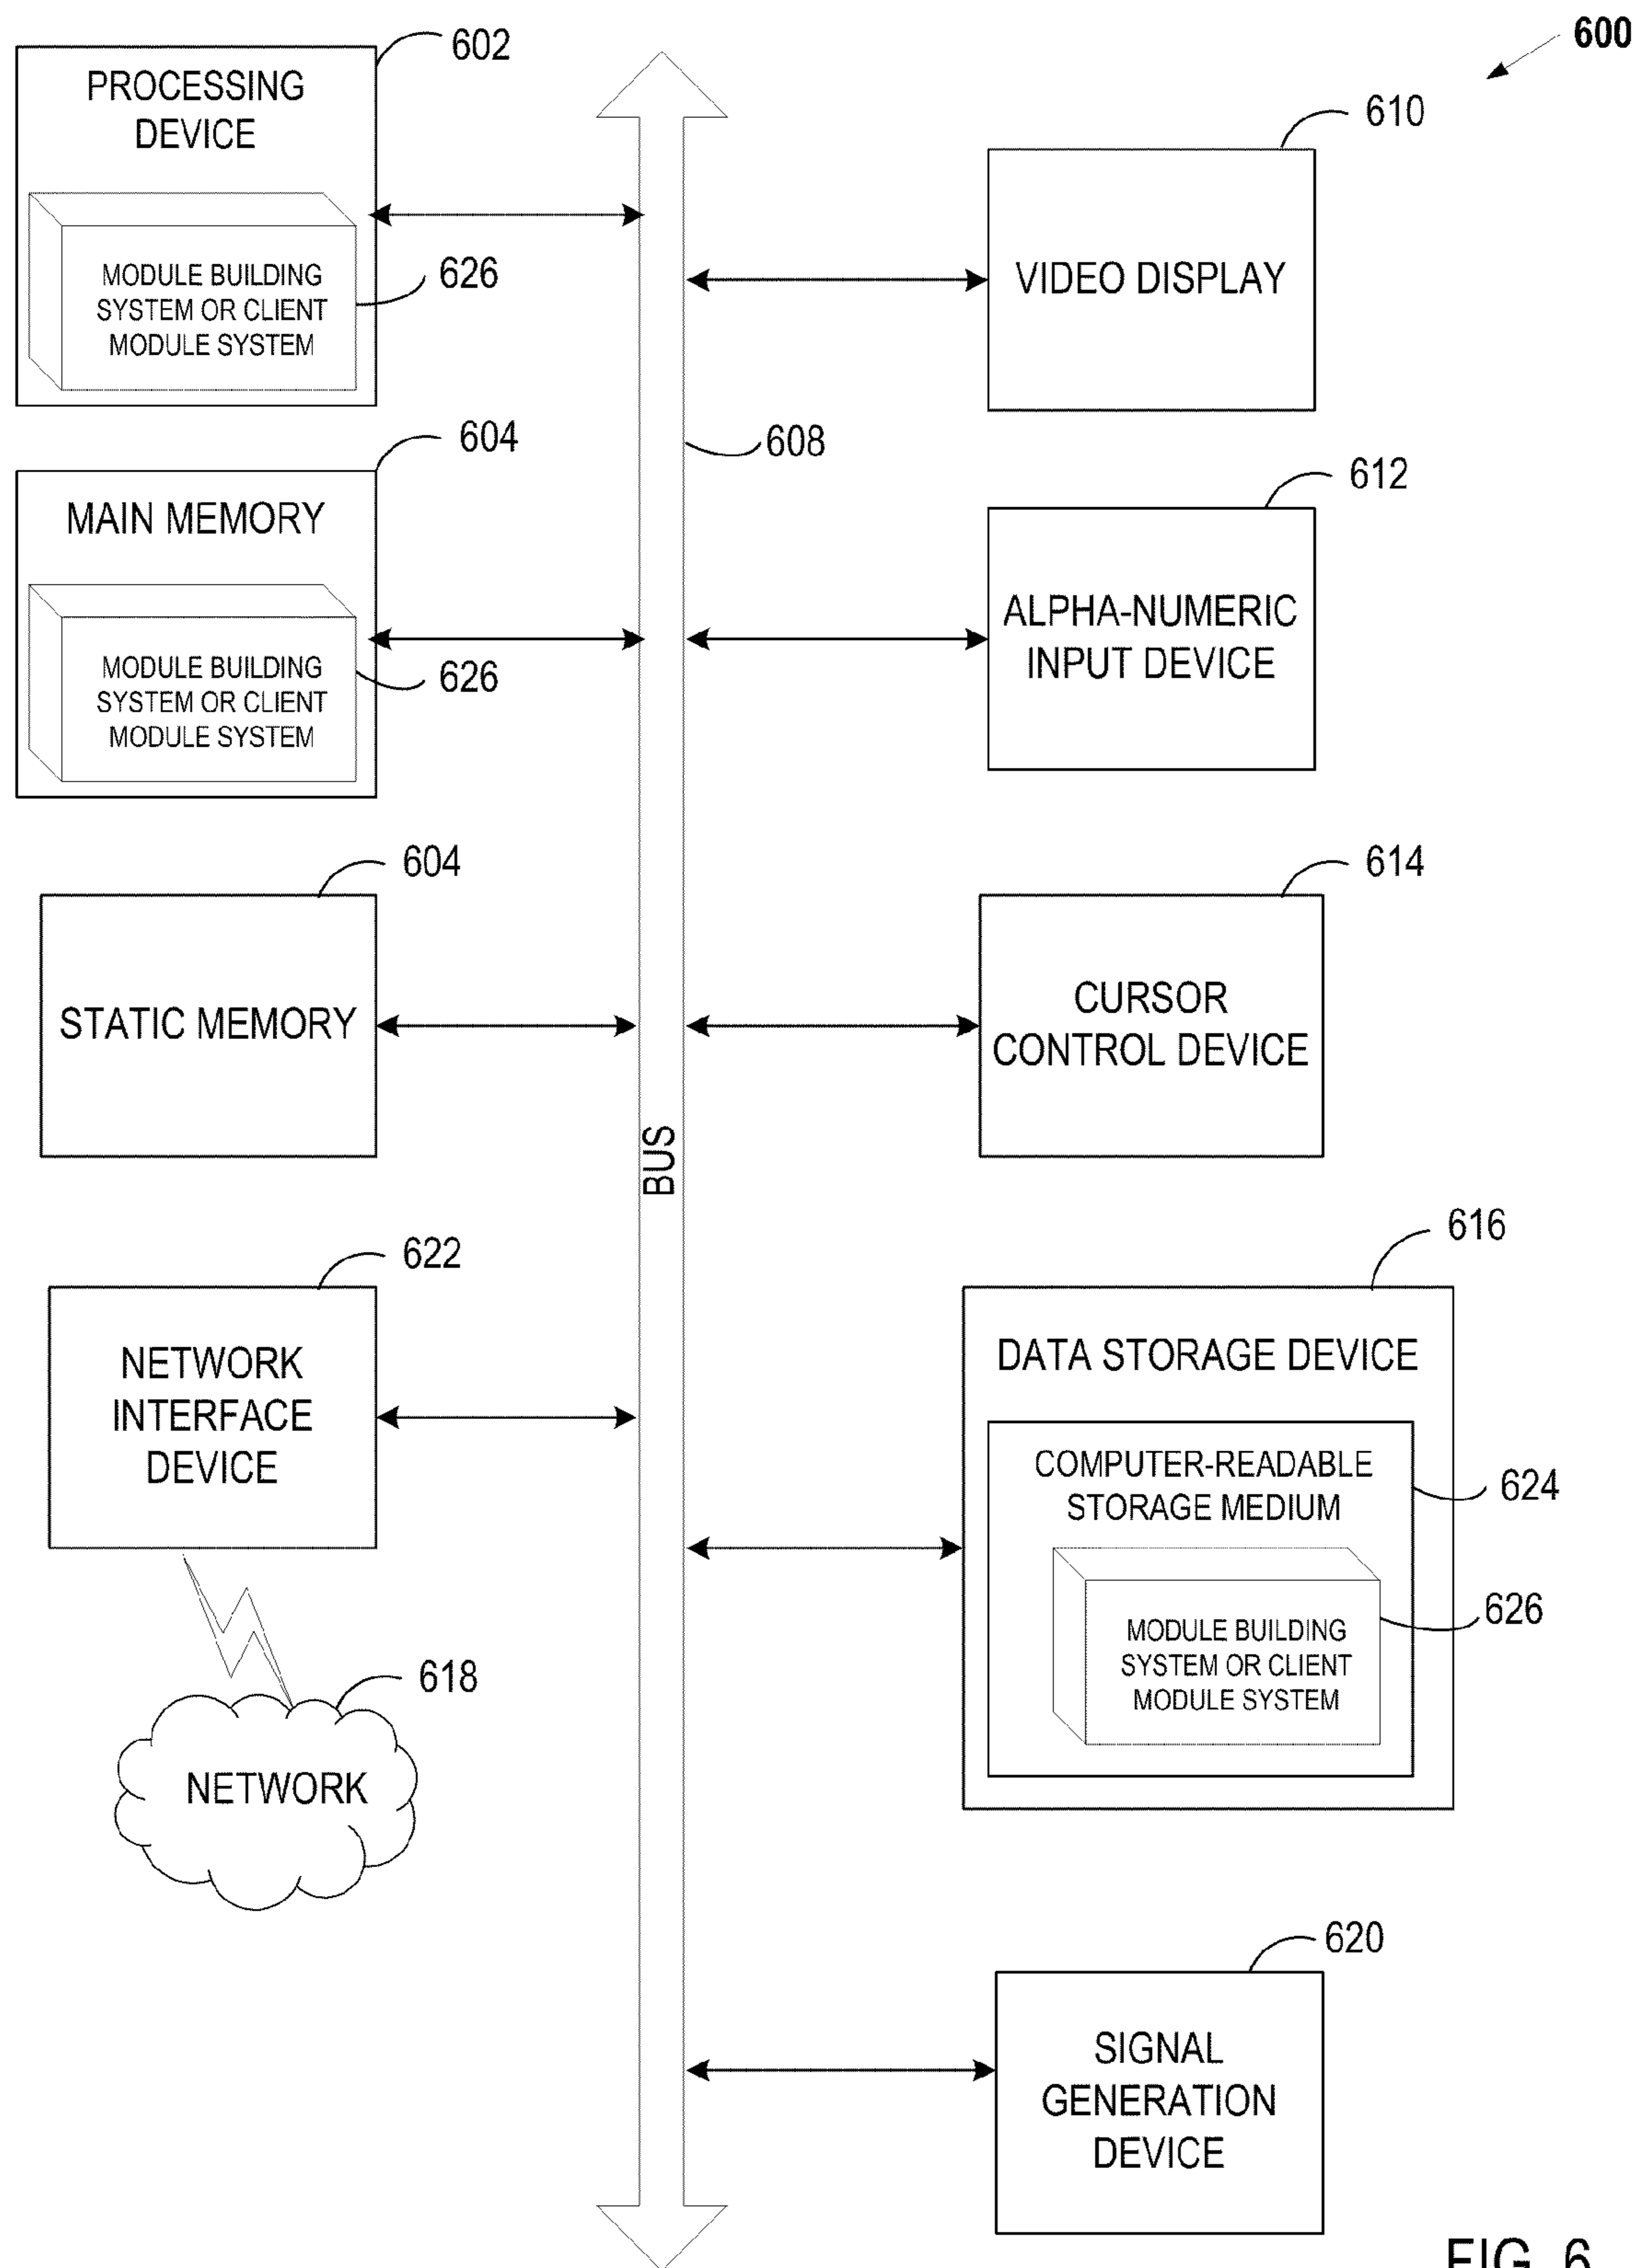 600
602
PROCESSING
DEVICE
MODULE BUILDING
SYSTEM OR CLIENT
MODULE SYSTEM
626
604
MAIN MEMORY
MODULE BUILDING
SYSTEM OR CLIENT
MODULE SYSTEM
626
604
STATIC MEMORY
622
NETWORK
INTERFACE
DEVICE
618
NETWORK
608
BUS
610
VIDEO DISPLAY
612
ALPHA-NUMERIC
INPUT DEVICE
614
CURSOR
CONTROL DEVICE
616
DATA STORAGE DEVICE
COMPUTER-READABLE
STORAGE MEDIUM
624
MODULE BUILDING
SYSTEM OR CLIENT
MODULE SYSTEM
626
620
SIGNAL
GENERATION
DEVICE
FIG. 6